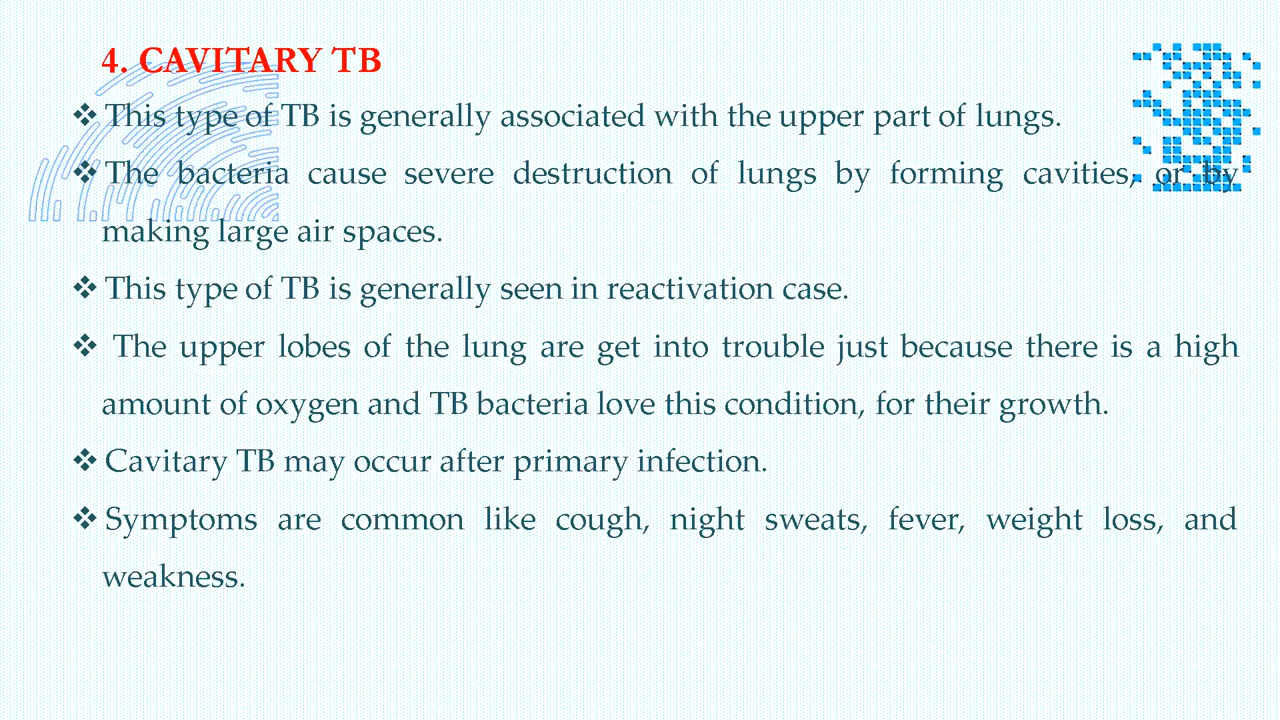 4. CAVITARY TB
❖ This type of TB is generally associated with the upper part of lungs.
❖ The bacteria cause severe destruction of lungs by forming cavities, or by
making large air spaces.
❖ This type of TB is generally seen in reactivation case.
❖ The upper lobes of the lung are get into trouble just because there is a high
amount of oxygen and TB bacteria love this condition, for their growth.
❖ Cavitary TB may occur after primary infection.
❖ Symptoms are common like cough, night sweats, fever, weight loss, and
weakness.